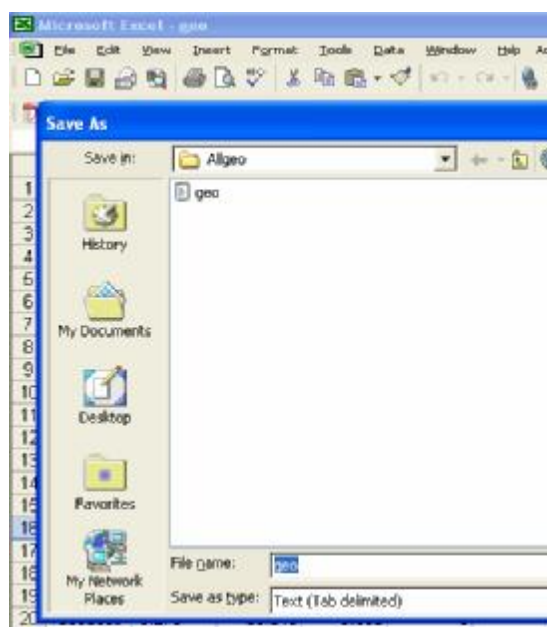 Microsoft Excel - geo
File Edit View Insert Format Tools Data Window Help
Save As
Save in: Allgeo
geo
History
My Documents
Desktop
Favorites
My Network Places
File name: geo
Save as type: Text (Tab delimited)
1
2
3
4
5
6
7
8
9
10
11
12
13
14
15
16
17
18
19
20